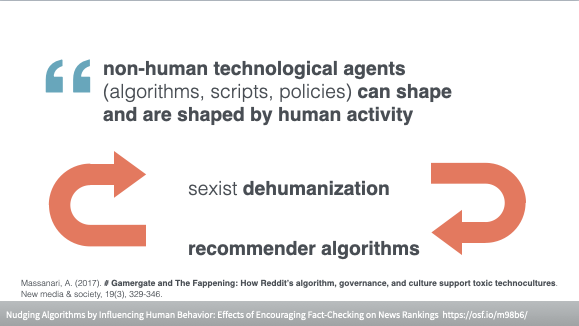 “ non-human technological agents
(algorithms, scripts, policies) can shape
and are shaped by human activity
sexist dehumanization
recommender algorithms
Massanari, A. (2017). # Gamergate and The Fappening: How Reddit's algorithm, governance, and culture support toxic technocultures.
New media & society, 19(3), 329-346.
Nudging Algorithms by Influencing Human Behavior: Effects of Encouraging Fact-Checking on News Rankings https://osf.io/m98b6/